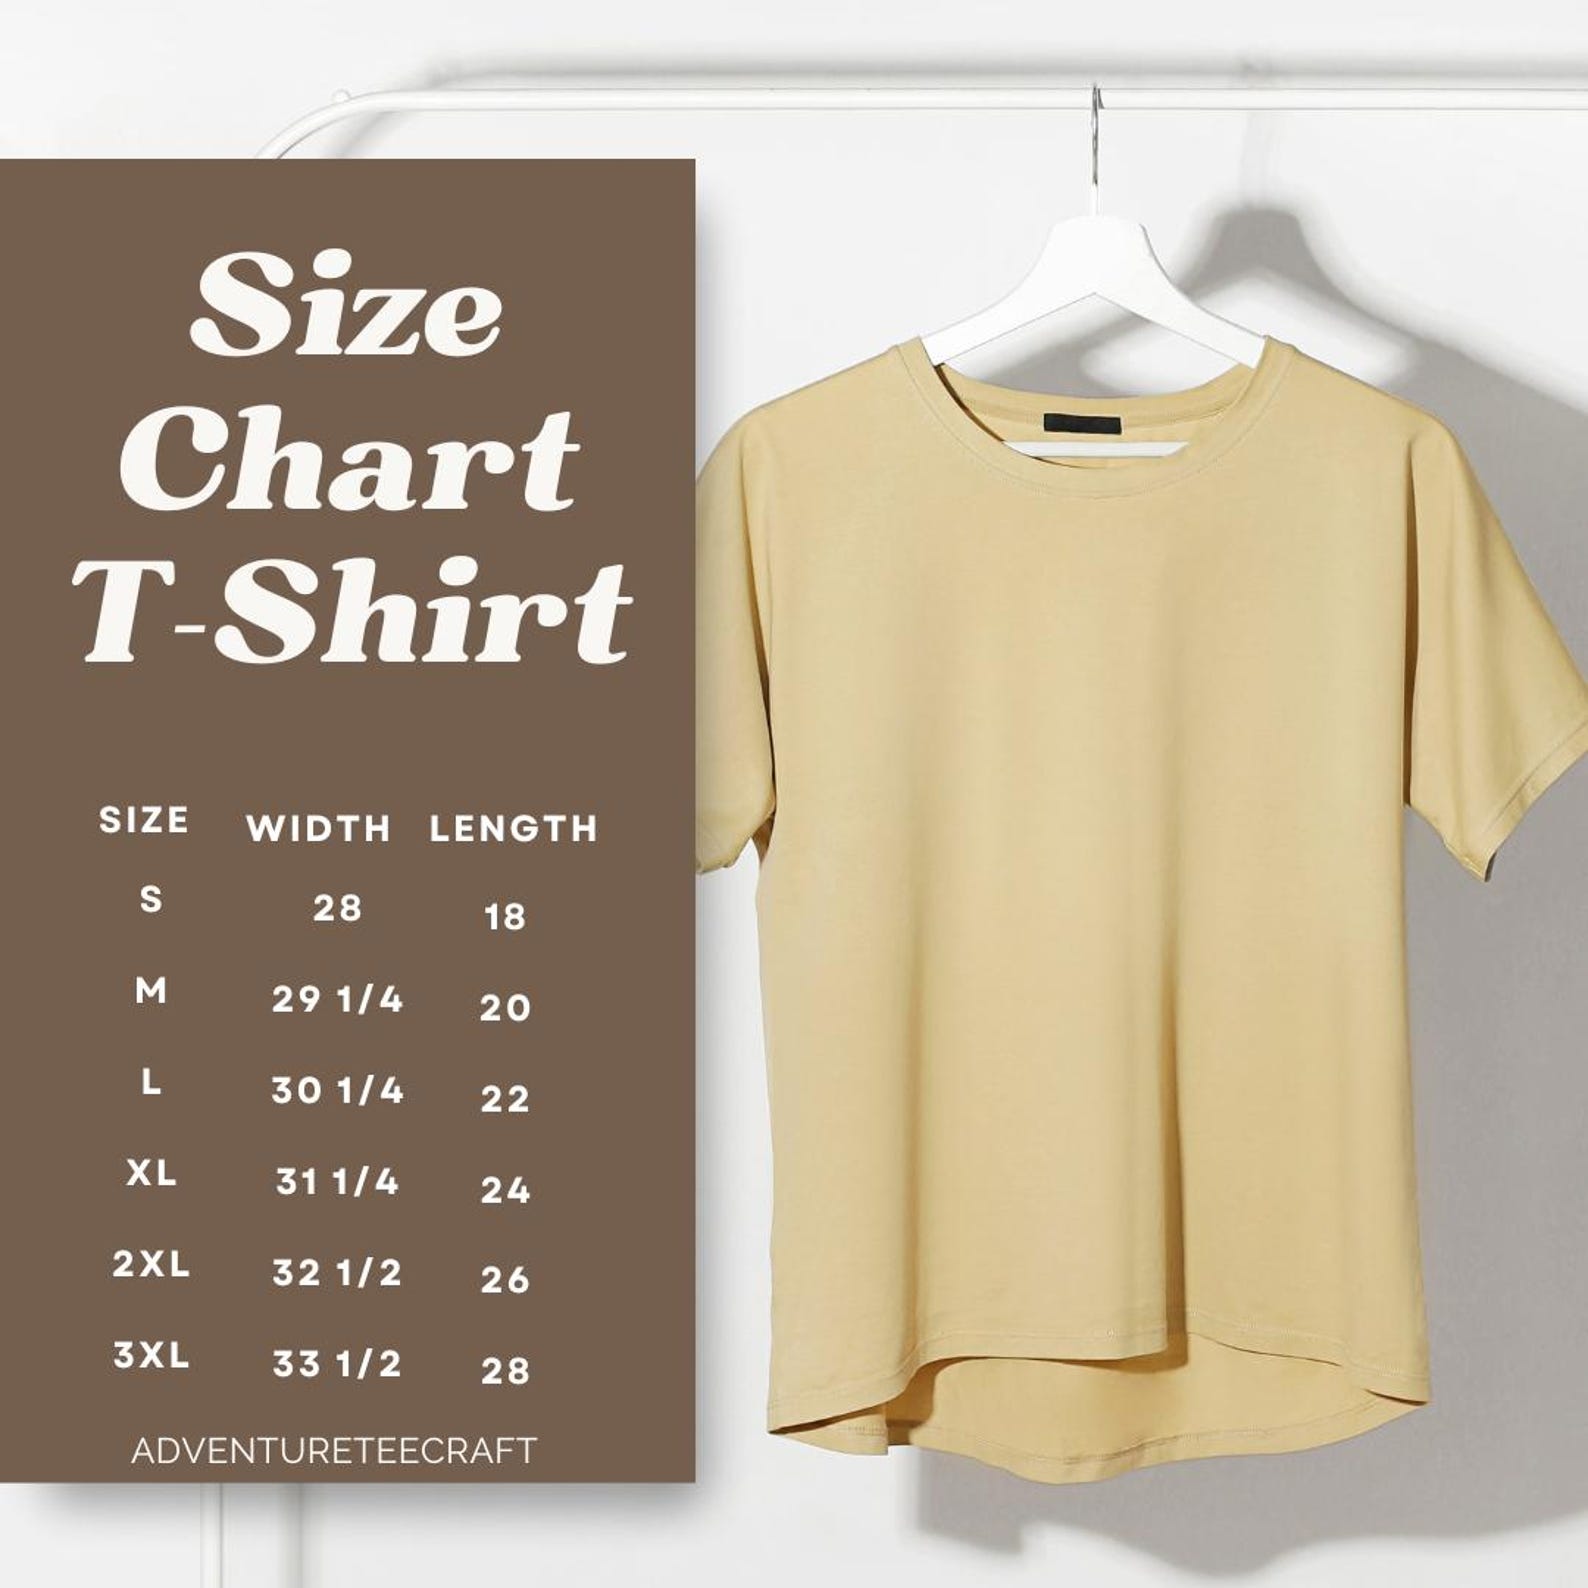 Size
Chart
T-Shirt
SIZE WIDTH LENGTH
S 28 18
M 29 1/4 20
L 30 1/4 22
XL 31 1/4 24
2XL 32 1/2 26
3XL 33 1/2 28
ADVENTURETEECRAFT